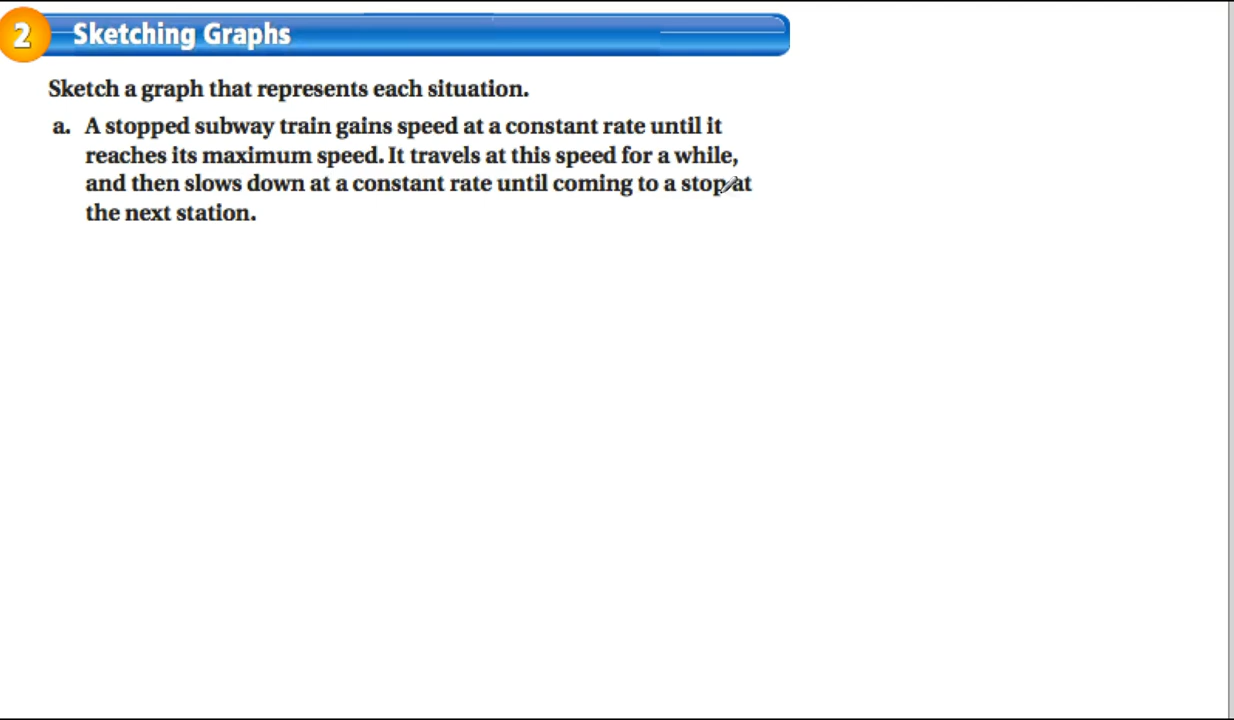 2 Sketching Graphs
Sketch a graph that represents each situation.
a. A stopped subway train gains speed at a constant rate until it
reaches its maximum speed. It travels at this speed for a while,
and then slows down at a constant rate until coming to a stop at
the next station.